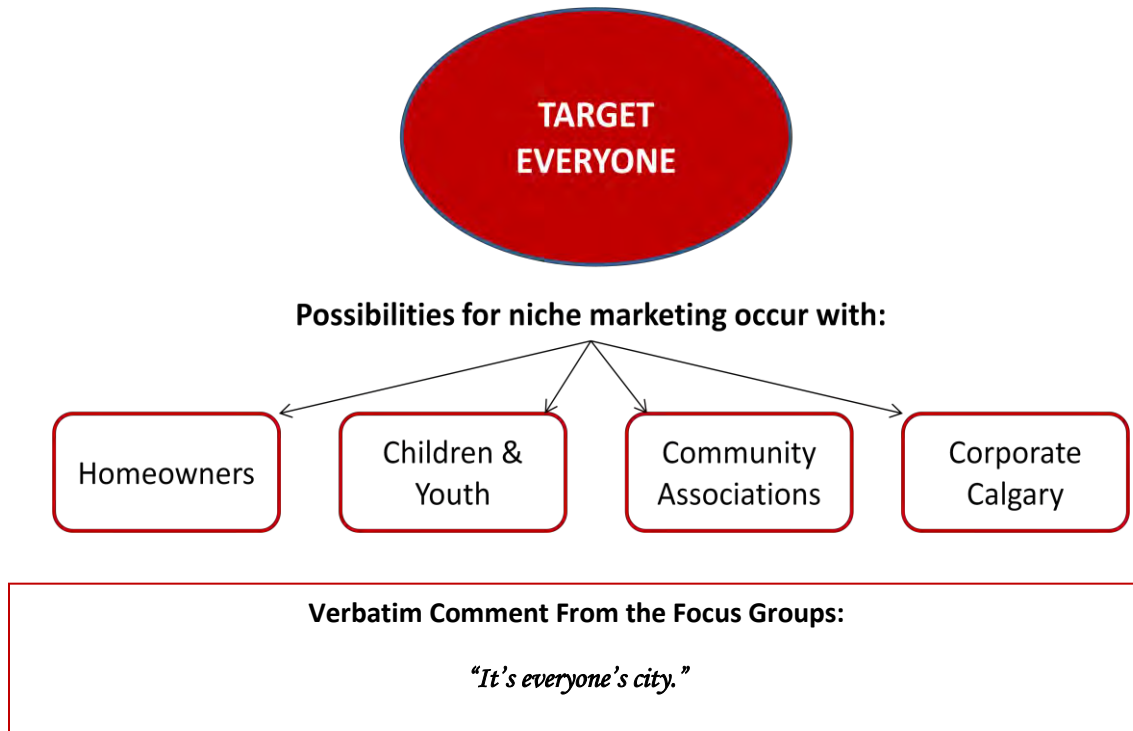 TARGET
EVERYONE
Possibilities for niche marketing occur with:
Homeowners
Children &
Youth
Community
Associations
Corporate
Calgary
Verbatim Comment From the Focus Groups:
“It’s everyone’s city.”